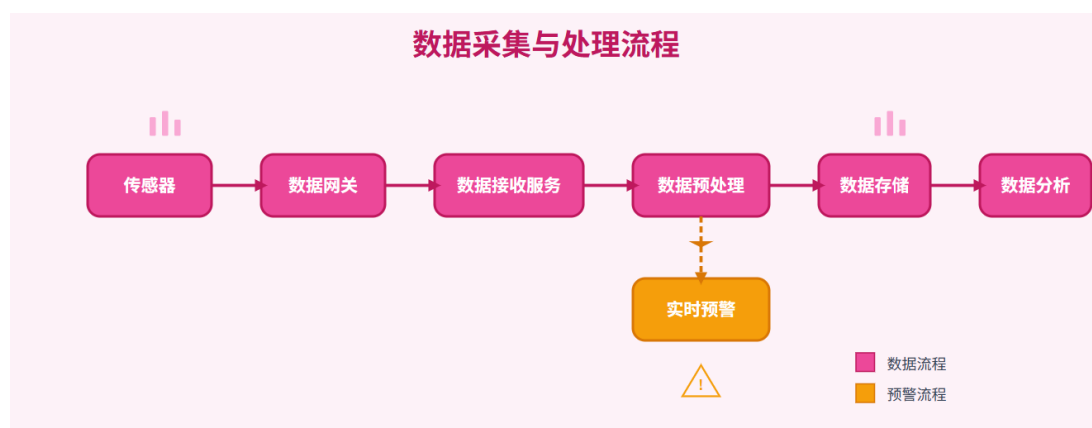 数据采集与处理流程
传感器
数据网关
数据接收服务
数据预处理
数据存储
数据分析
实时预警
!
数据流程
预警流程